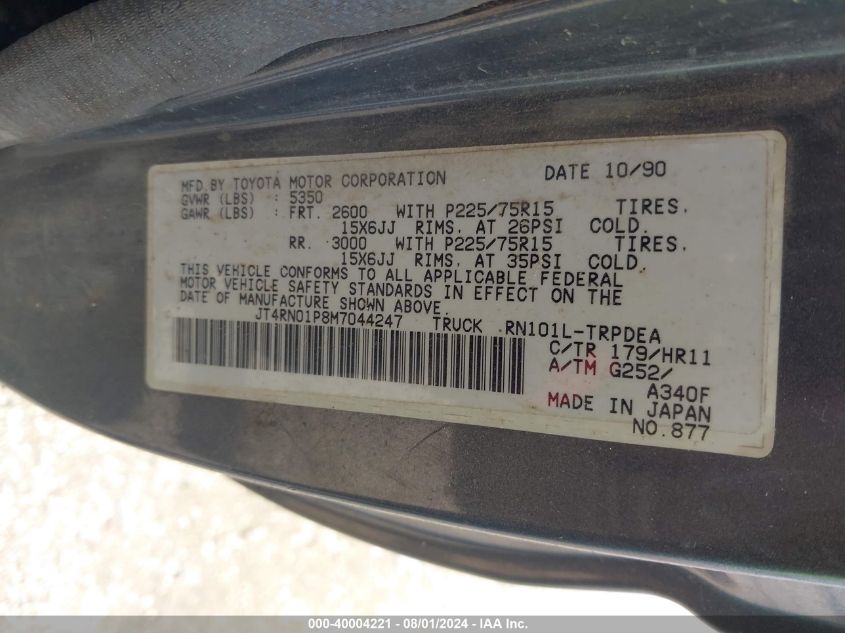 MFD BY TOYOTA MOTOR CORPORATION DATE 10/90
GVWR (LBS) : 5350
GAWR (LBS) : FRT. 2600 WITH P225/75R15 TIRES.
15X6JJ RIMS. AT 26PSI COLD.
RR. 3000 WITH P225/75R15 TIRES.
15X6JJ RIMS. AT 35PSI COLD.
THIS VEHICLE CONFORMS TO ALL APPLICABLE FEDERAL
MOTOR VEHICLE SAFETY STANDARDS IN EFFECT ON THE
DATE OF MANUFACTURE SHOWN ABOVE.
JT4RN01P8M7044247 TRUCK RN101L-TRPDEA
C/TR 179/HR11
A/TM G252/
A340F
MADE IN JAPAN
NO.877
000-40004221 - 08/01/2024 - IAA Inc.